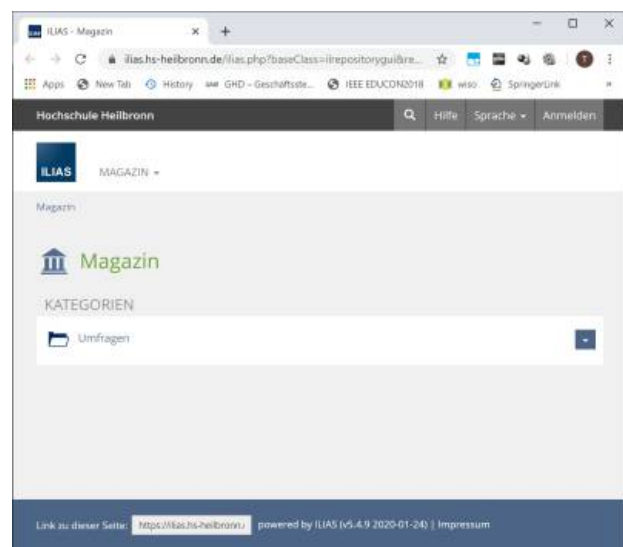 ILIAS - Magazin
ilias.hs-heilbronn.de/ilias.php?baseClass=ilrepositorygui&re...
Apps New Tab History GHD - Geschäftsste... IEEE EDUCON2018 wiso SpringerLink »
Hochschule Heilbronn Hilfe Sprache Anmelden
ILIAS MAGAZIN
Magazin
Magazin
KATEGORIEN
Umfragen
Link zu dieser Seite: https://ilias.hs-heilbronn. powered by ILIAS (v5.4.9 2020-01-24) | Impressum